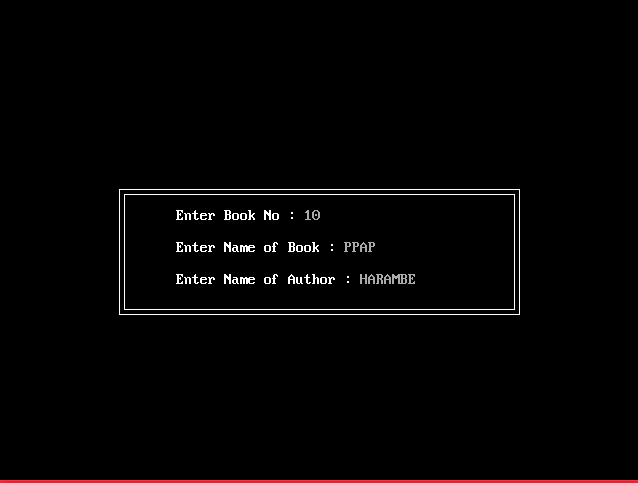 Enter Book No : 10
Enter Name of Book : PPAP
Enter Name of Author : HARAMBE